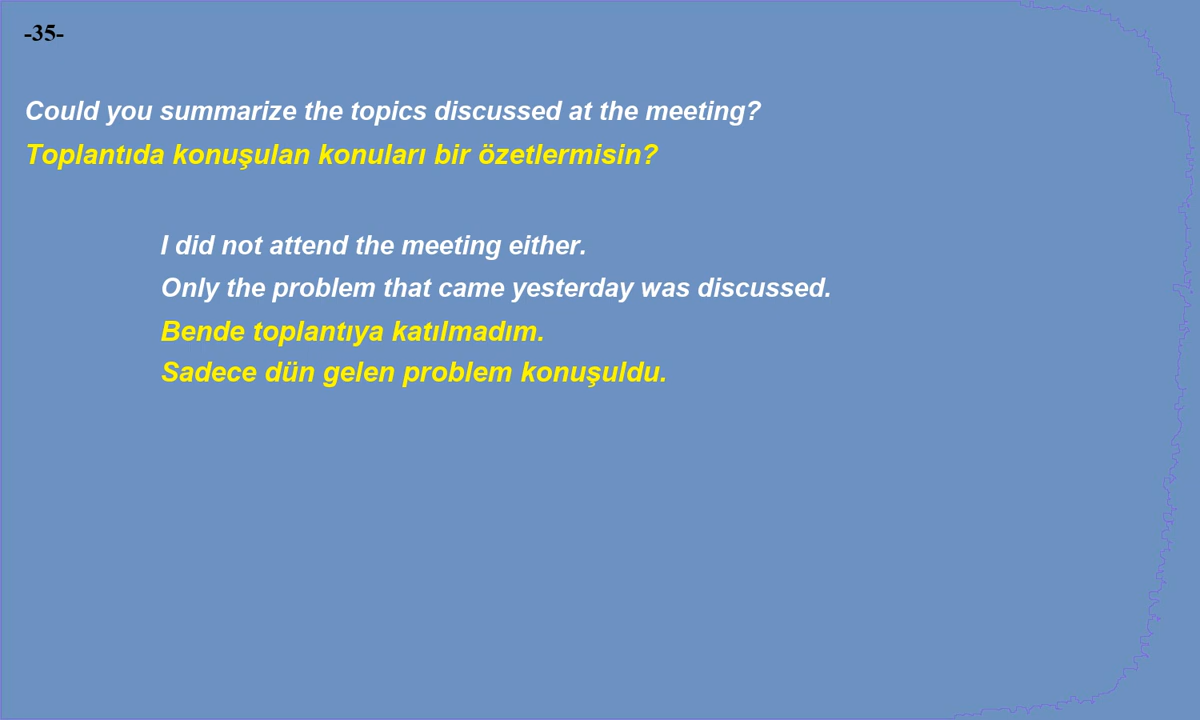 -35-
Could you summarize the topics discussed at the meeting?
Toplantıda konuşulan konuları bir özetlermisin?
I did not attend the meeting either.
Only the problem that came yesterday was discussed.
Bende toplantıya katılmadım.
Sadece dün gelen problem konuşuldu.